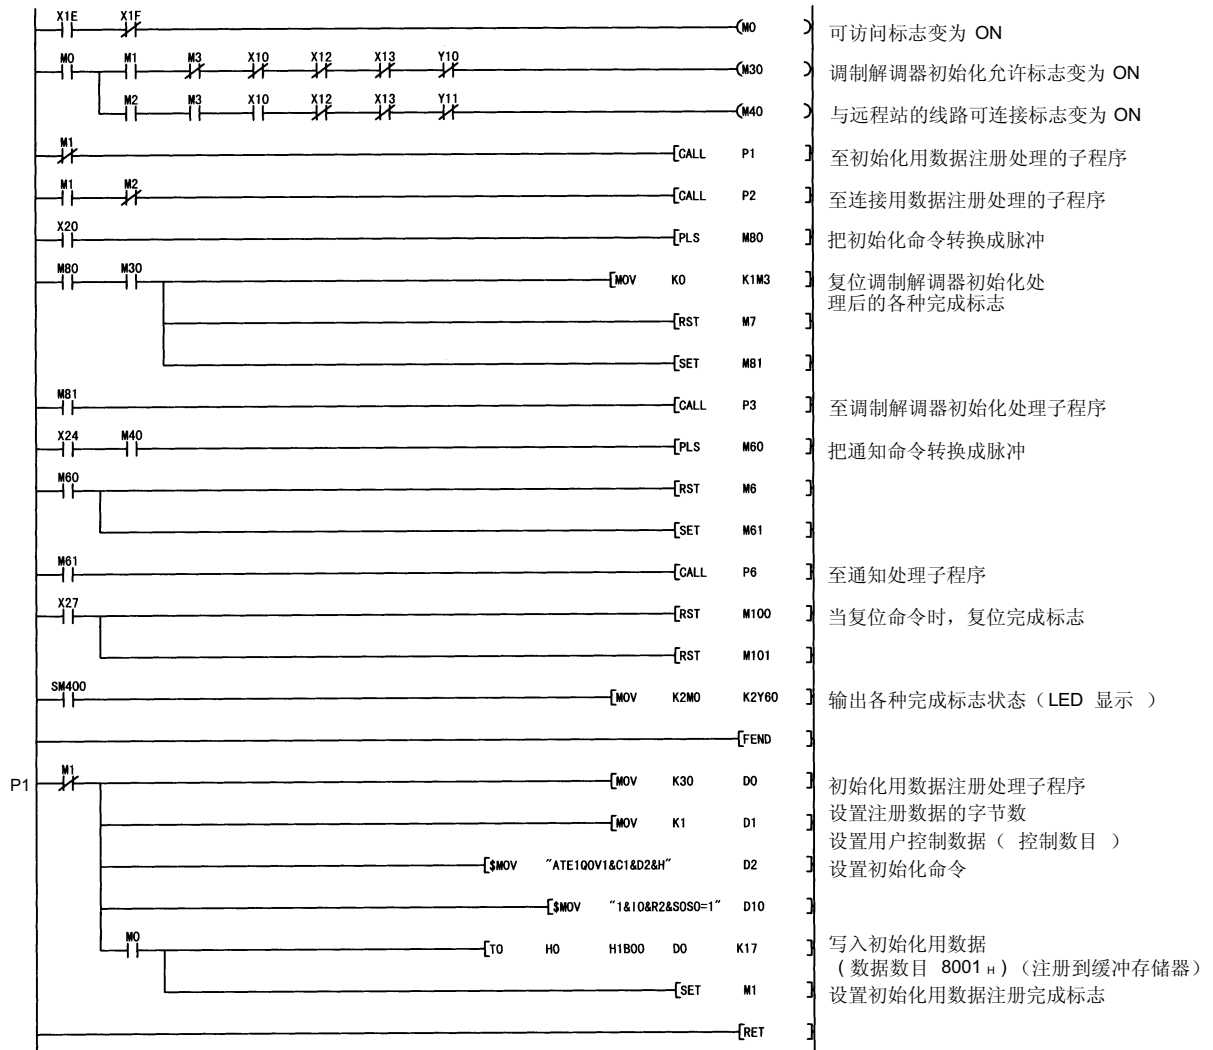 X1E X1F
(M0 ) 可访问标志变为 ON
M0 M1 M3 X10 X12 X13 Y10
(M30 ) 调制解调器初始化允许标志变为 ON
M2 M3 X10 X12 X13 Y11
(M40 ) 与远程站的线路可连接标志变为 ON
M1
[CALL P1 ] 至初始化用数据注册处理的子程序
M1 M2
[CALL P2 ] 至连接用数据注册处理的子程序
X20
[PLS M80 ] 把初始化命令转换成脉冲
M80 M30
[MOV K0 K1M3 ] 复位调制解调器初始化处
理后的各种完成标志
[RST M7 ]
[SET M81 ]
M81
[CALL P3 ] 至调制解调器初始化处理子程序
X24 M40
[PLS M60 ] 把通知命令转换成脉冲
M60
[RST M6 ]
[SET M61 ]
M61
[CALL P6 ] 至通知处理子程序
X27
[RST M100 ] 当复位命令时，复位完成标志
[RST M101 ]
SM400
[MOV K2M0 K2Y60 ] 输出各种完成标志状态（LED 显示 ）
[FEND ]
P1 M1
[MOV K30 D0 ] 初始化用数据注册处理子程序
设置注册数据的字节数
[MOV K1 D1 ]
设置用户控制数据（ 控制数目 ）
[$MOV "ATE1Q0V1&C1&D2&H" D2 ] 设置初始化命令
[$MOV "1&I0&R2&S0S0=1" D10 ]
M0
[TO H0 H1B00 D0 K17 ] 写入初始化用数据
( 数据数目 8001 H )（注册到缓冲存储器）
[SET M1 ] 设置初始化用数据注册完成标志
[RET ]